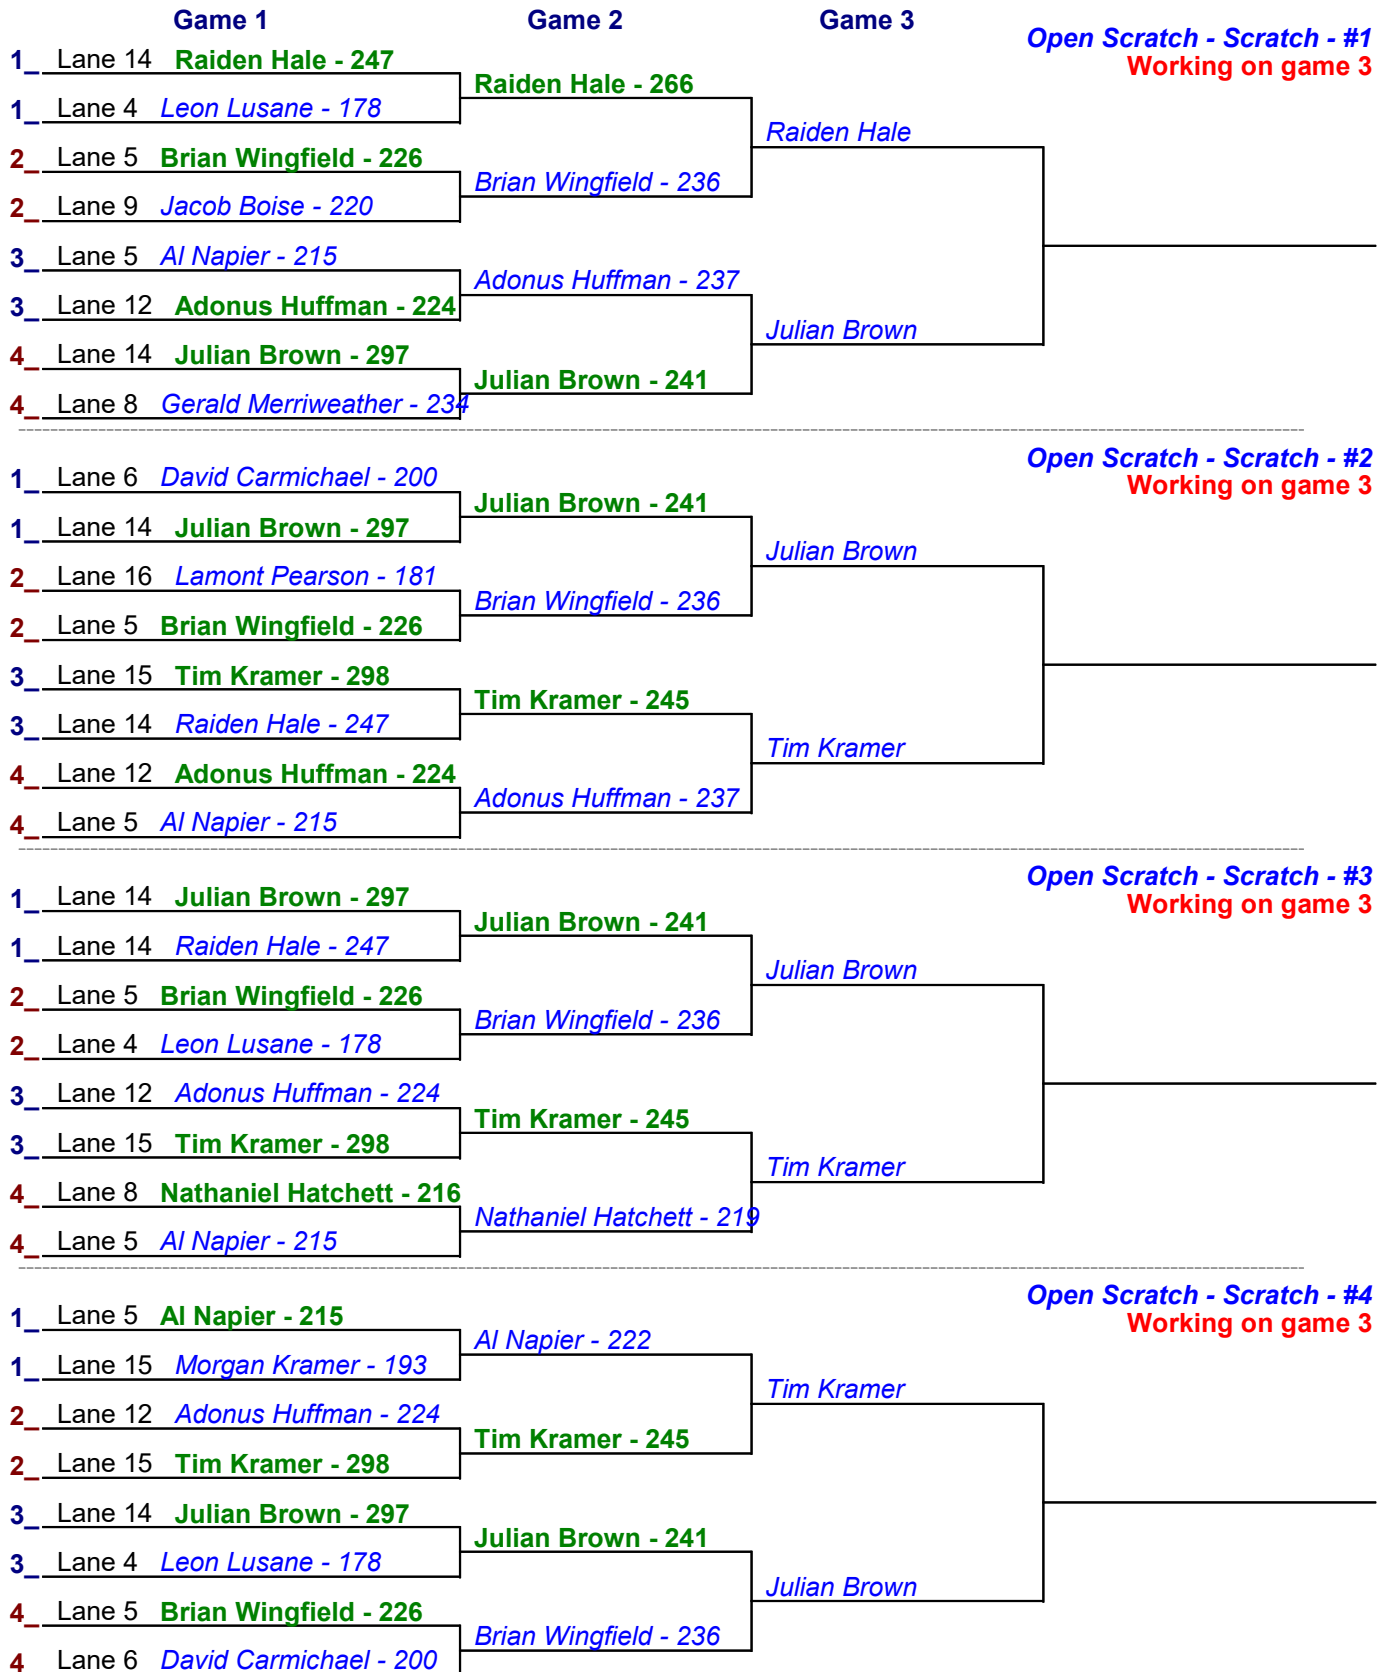 Game 1 Game 2 Game 3
Open Scratch - Scratch - #1
Working on game 3
1_ Lane 14 Raiden Hale - 247
Raiden Hale - 266
1_ Lane 4 Leon Lusane - 178
Raiden Hale
2_ Lane 5 Brian Wingfield - 226
Brian Wingfield - 236
2_ Lane 9 Jacob Boise - 220
3_ Lane 5 Al Napier - 215
Adonus Huffman - 237
3_ Lane 12 Adonus Huffman - 224
Julian Brown
4_ Lane 14 Julian Brown - 297
Julian Brown - 241
4_ Lane 8 Gerald Merriweather - 234
Open Scratch - Scratch - #2
Working on game 3
1_ Lane 6 David Carmichael - 200
Julian Brown - 241
1_ Lane 14 Julian Brown - 297
Julian Brown
2_ Lane 16 Lamont Pearson - 181
Brian Wingfield - 236
2_ Lane 5 Brian Wingfield - 226
3_ Lane 15 Tim Kramer - 298
Tim Kramer - 245
3_ Lane 14 Raiden Hale - 247
Tim Kramer
4_ Lane 12 Adonus Huffman - 224
Adonus Huffman - 237
4_ Lane 5 Al Napier - 215
Open Scratch - Scratch - #3
Working on game 3
1_ Lane 14 Julian Brown - 297
Julian Brown - 241
1_ Lane 14 Raiden Hale - 247
Julian Brown
2_ Lane 5 Brian Wingfield - 226
Brian Wingfield - 236
2_ Lane 4 Leon Lusane - 178
3_ Lane 12 Adonus Huffman - 224
Tim Kramer - 245
3_ Lane 15 Tim Kramer - 298
Tim Kramer
4_ Lane 8 Nathaniel Hatchett - 216
Nathaniel Hatchett - 219
4_ Lane 5 Al Napier - 215
Open Scratch - Scratch - #4
Working on game 3
1_ Lane 5 Al Napier - 215
Al Napier - 222
1_ Lane 15 Morgan Kramer - 193
Tim Kramer
2_ Lane 12 Adonus Huffman - 224
Tim Kramer - 245
2_ Lane 15 Tim Kramer - 298
3_ Lane 14 Julian Brown - 297
Julian Brown - 241
3_ Lane 4 Leon Lusane - 178
Julian Brown
4_ Lane 5 Brian Wingfield - 226
Brian Wingfield - 236
4 Lane 6 David Carmichael - 200